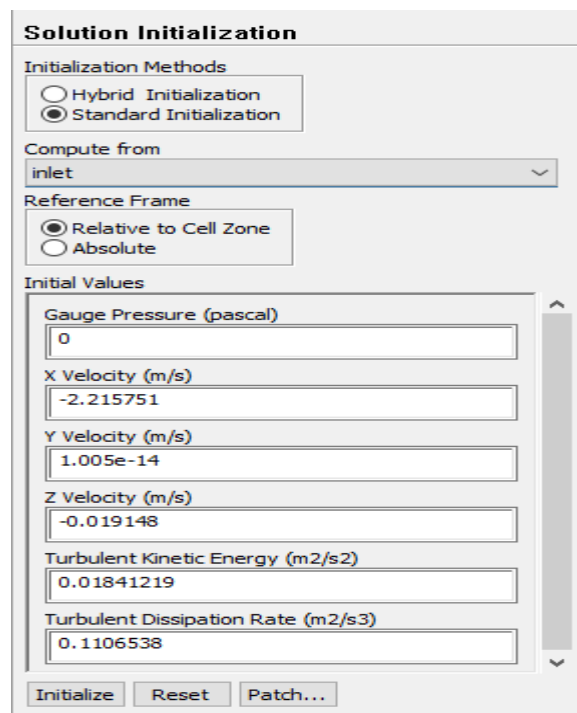 Solution Initialization
Initialization Methods
Hybrid Initialization
Standard Initialization
Compute from
inlet
Reference Frame
Relative to Cell Zone
Absolute
Initial Values
Gauge Pressure (pascal)
0
X Velocity (m/s)
-2.215751
Y Velocity (m/s)
1.005e-14
Z Velocity (m/s)
-0.019148
Turbulent Kinetic Energy (m2/s2)
0.01841219
Turbulent Dissipation Rate (m2/s3)
0.1106538
Initialize Reset Patch...